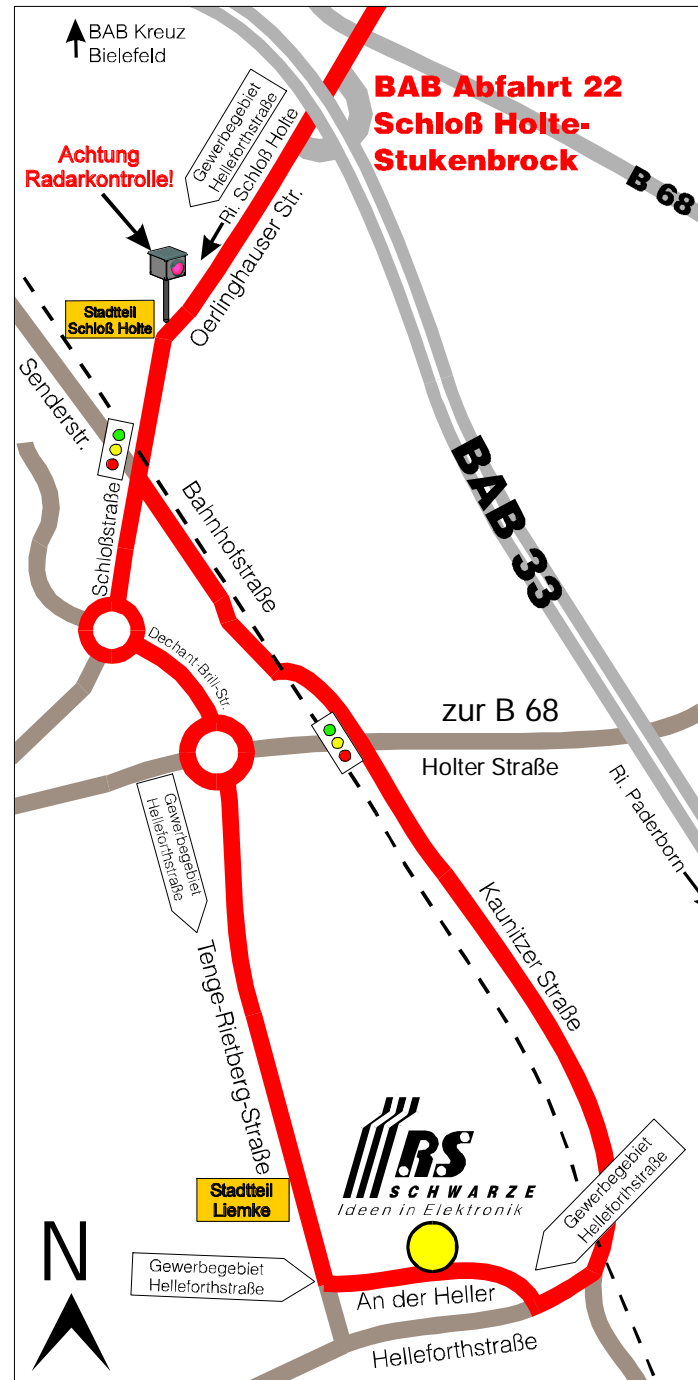 BAB Kreuz
Bielefeld
BAB Abfahrt 22
Schloß Holte-
Stukenbrock
B 68
Gewerbegebiet
Helleforthstraße
Ri. Schloß Holte
Achtung
Radarkontrolle!
Oerlinghauser Str.
Stadtteil
Schloß Holte
Senderstr.
BAB 33
Schloßstraße
Bahnhofstraße
Dechant-Brill-Str.
zur B 68
Holter Straße
Ri. Paderborn
Gewerbegebiet
Helleforthstraße
Kaunitzer Straße
Tenge-Rietberg-Straße
RS
SCHWARZE
Ideen in Elektronik
Stadtteil
Liemke
Gewerbegebiet
Helleforthstraße
N
Gewerbegebiet
Helleforthstraße
An der Heller
Helleforthstraße